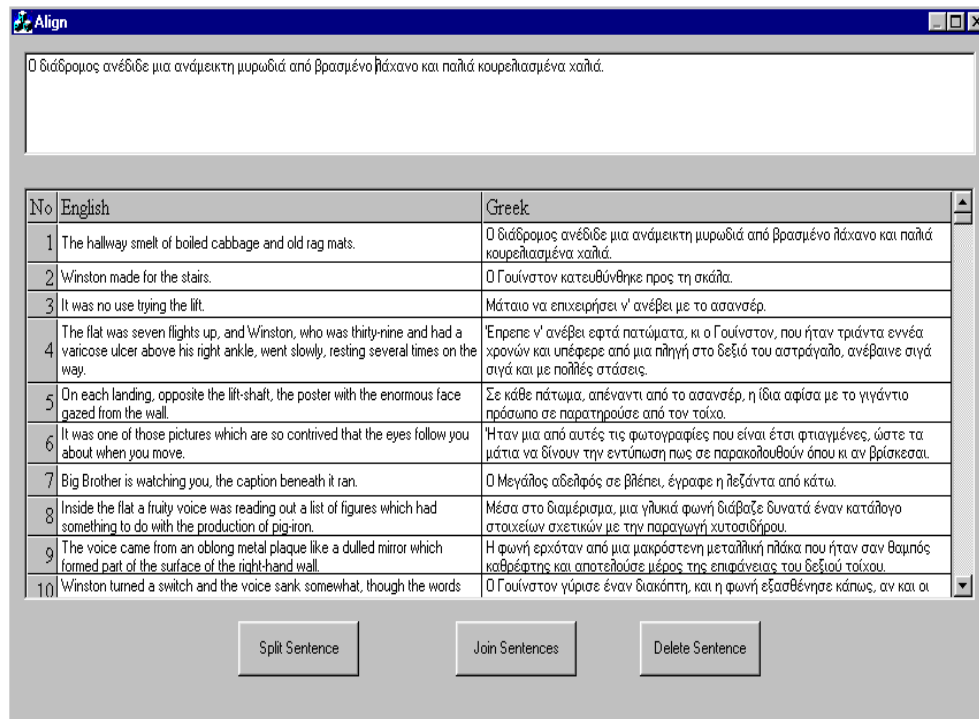 Align
Ο διάδρομος ανέδιδε μια ανάμεικτη μυρωδιά από βρασμένο λάχανο και παλιά κουρελιασμένα χαλιά.
No English Greek
1 The hallway smelt of boiled cabbage and old rag mats.
Ο διάδρομος ανέδιδε μια ανάμεικτη μυρωδιά από βρασμένο λάχανο και παλιά
κουρελιασμένα χαλιά.
2 Winston made for the stairs.
Ο Γουίνστον κατευθύνθηκε προς τη σκάλα.
3 It was no use trying the lift.
Μάταιο να επιχειρήσει ν' ανέβει με το ασανσέρ.
4 The flat was seven flights up, and Winston, who was thirty-nine and had a
varicose ulcer above his right ankle, went slowly, resting several times on the
way.
Έπρεπε ν' ανέβει εφτά πατώματα, κι ο Γουίνστον, που ήταν τριάντα εννέα
χρονών και υπέφερε από μια πληγή στο δεξιό του αστράγαλο, ανέβαινε σιγά
σιγά και με πολλές στάσεις.
5 On each landing, opposite the lift-shaft, the poster with the enormous face
gazed from the wall.
Σε κάθε πάτωμα, απέναντι από το ασανσέρ, η ίδια αφίσα με το γιγάντιο
πρόσωπο σε παρατηρούσε από τον τοίχο.
6 It was one of those pictures which are so contrived that the eyes follow you
about when you move.
Ήταν μια από αυτές τις φωτογραφίες που είναι έτσι φτιαγμένες, ώστε τα
μάτια να δίνουν την εντύπωση πως σε παρακολουθούν όπου κι αν βρίσκεσαι.
7 Big Brother is watching you, the caption beneath it ran.
Ο Μεγάλος αδελφός σε βλέπει, έγραφε η λεζάντα από κάτω.
8 Inside the flat a fruity voice was reading out a list of figures which had
something to do with the production of pig-iron.
Μέσα στο διαμέρισμα, μια γλυκιά φωνή διάβαζε δυνατά έναν κατάλογο
στοιχείων σχετικών με την παραγωγή χυτοσιδήρου.
9 The voice came from an oblong metal plaque like a dulled mirror which
formed part of the surface of the right-hand wall.
Η φωνή ερχόταν από μια μακρόστενη μεταλλική πλάκα που ήταν σαν θαμπός
καθρέφτης και αποτελούσε μέρος της επιφάνειας του δεξιού τοίχου.
10 Winston turned a switch and the voice sank somewhat, though the words
Ο Γουίνστον γύρισε έναν διακόπτη, και η φωνή εξασθένησε κάπως, αν και οι
Split Sentence Join Sentences Delete Sentence